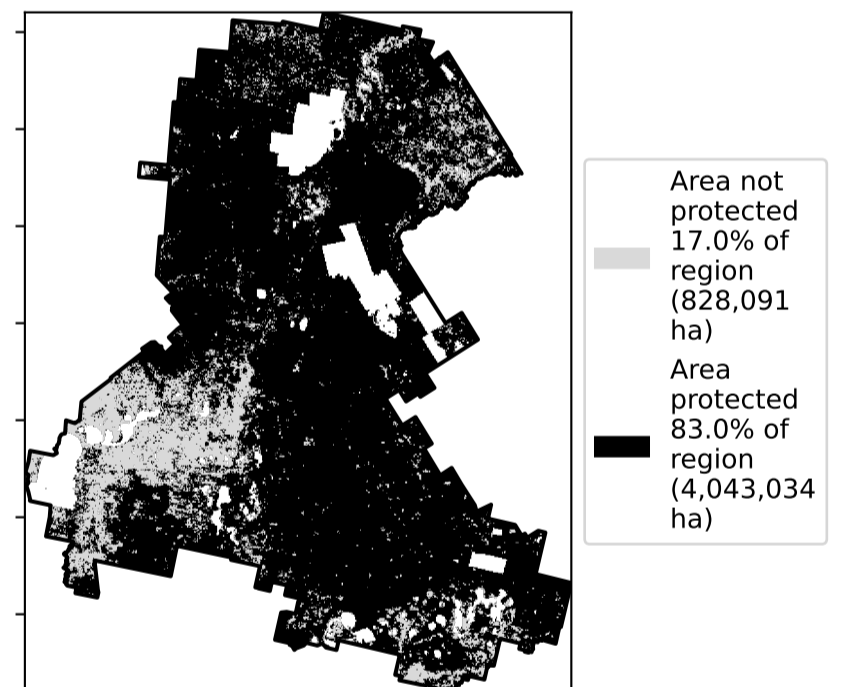 Area not
protected
17.0% of
region
(828,091
ha)
Area
protected
83.0% of
region
(4,043,034
ha)